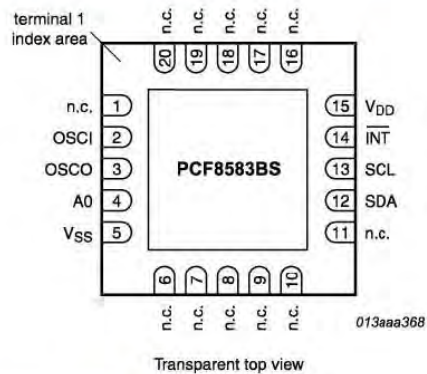 terminal 1
index area
n.c. n.c. n.c. n.c. n.c.
20 19 18 17 16
n.c. 1 15 VDD
OSCI 2 14 INT
OSCO 3 PCF8583BS 13 SCL
A0 4 12 SDA
VSS 5 11 n.c.
6 7 8 9 10
n.c. n.c. n.c. n.c. n.c.
013aaa368
Transparent top view